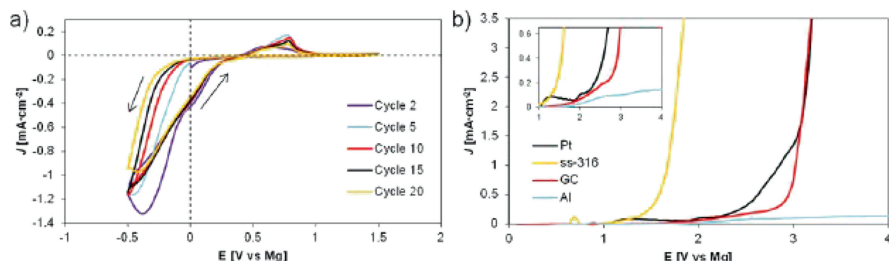 a)
J [mA·cm⁻²]
0.2
0
-0.2
-0.4
-0.6
-0.8
-1
-1.2
-1.4
-1
-0.5
0
0.5
1
1.5
2
E [V vs Mg]
Cycle 2
Cycle 5
Cycle 10
Cycle 15
Cycle 20
b)
J [mA·cm⁻²]
3.5
3
2.5
2
1.5
1
0.5
0
0
1
2
3
4
E [V vs Mg]
0.6
0.4
0.2
0
1
2
3
4
Pt
ss-316
GC
Al